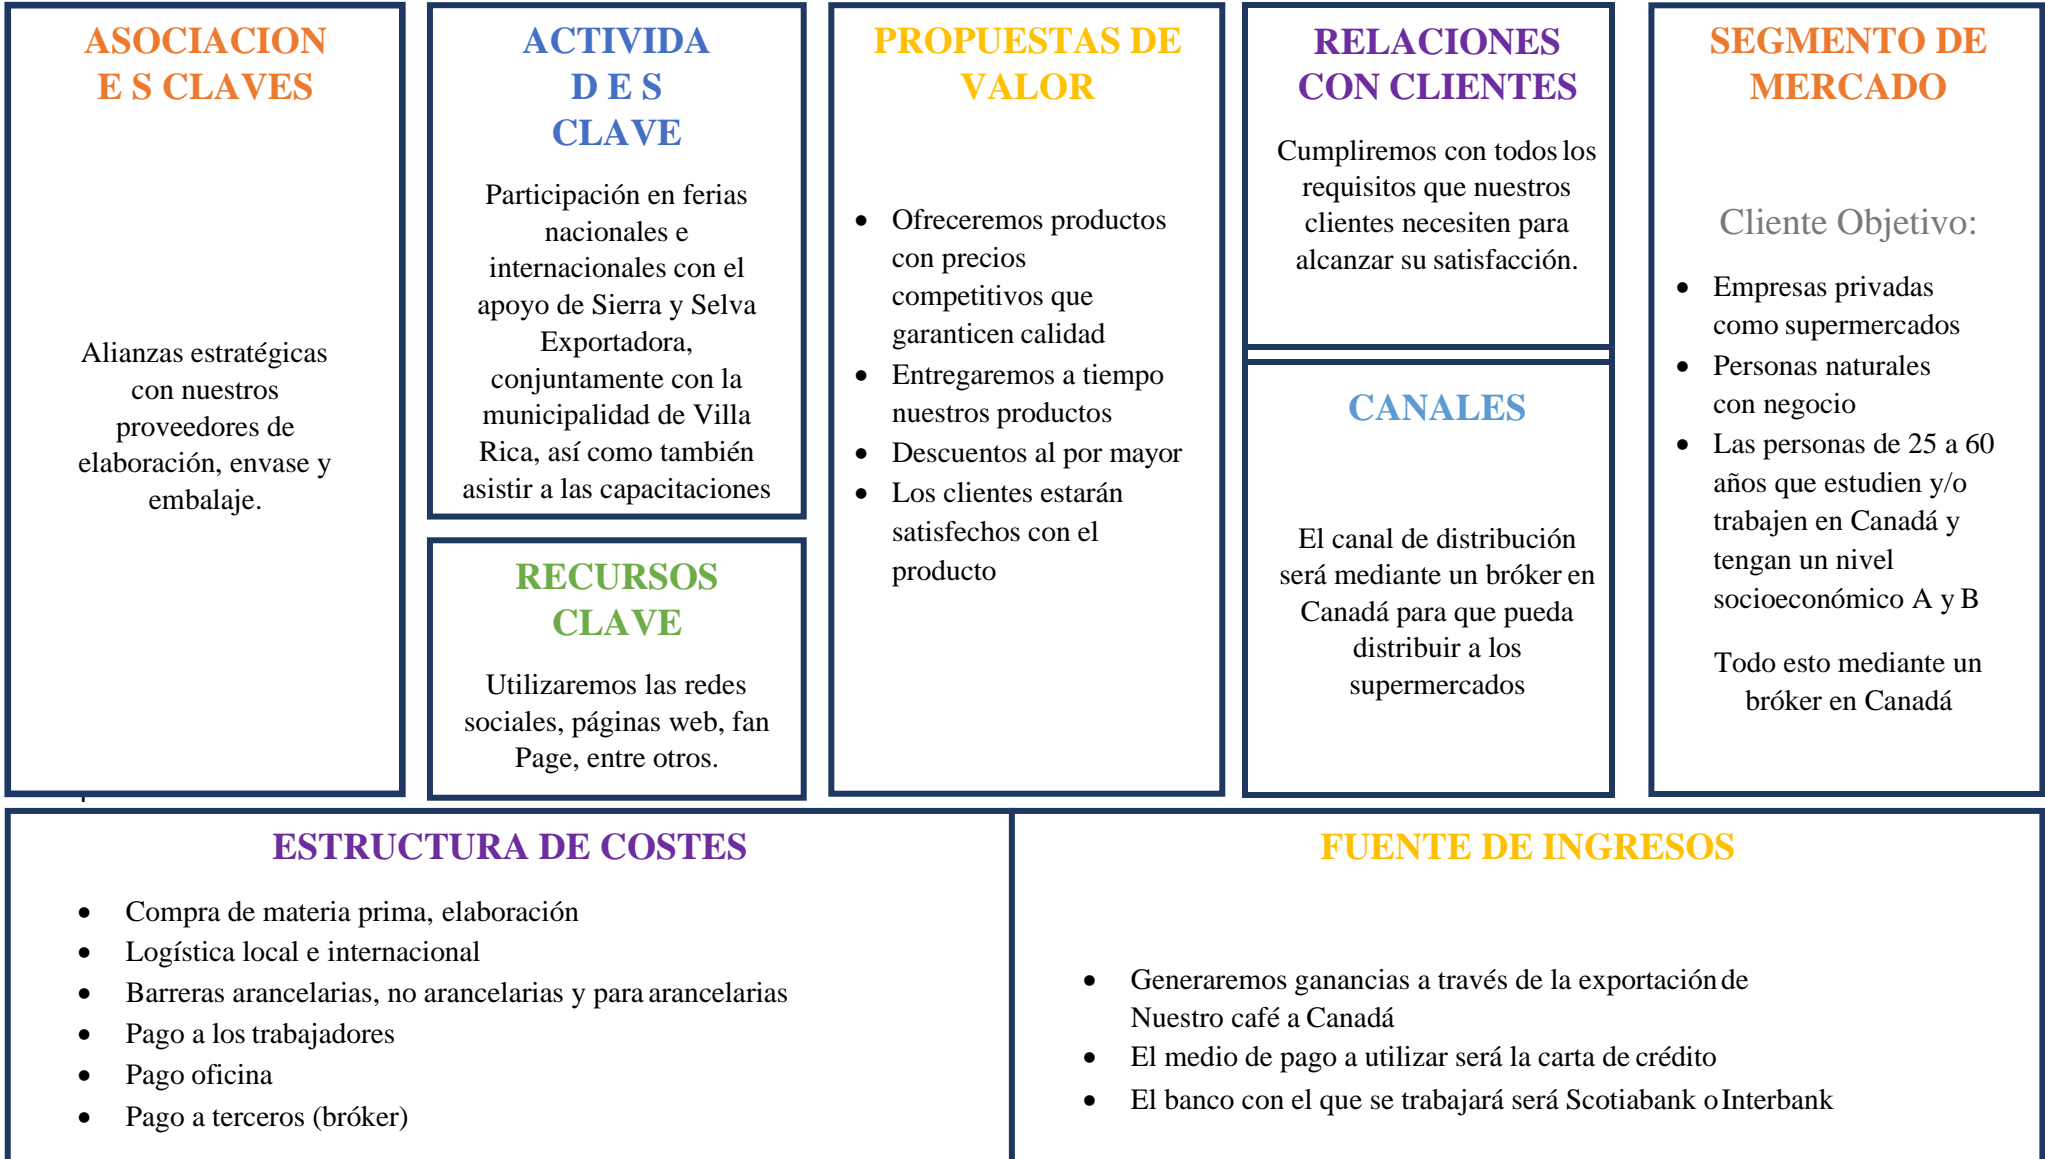 ASOCIACION
E S CLAVES
Alianzas estratégicas
con nuestros
proveedores de
elaboración, envase y
embalaje.
ACTIVIDA
D E S
CLAVE
Participación en ferias
nacionales e
internacionales con el
apoyo de Sierra y Selva
Exportadora,
conjuntamente con la
municipalidad de Villa
Rica, así como también
asistir a las capacitaciones
RECURSOS
CLAVE
Utilizaremos las redes
sociales, páginas web, fan
Page, entre otros.
PROPUESTAS DE
VALOR
• Ofreceremos productos
con precios
competitivos que
garanticen calidad
• Entregaremos a tiempo
nuestros productos
• Descuentos al por mayor
• Los clientes estarán
satisfechos con el
producto
RELACIONES
CON CLIENTES
Cumpliremos con todos los
requisitos que nuestros
clientes necesiten para
alcanzar su satisfacción.
CANALES
El canal de distribución
será mediante un bróker en
Canadá para que pueda
distribuir a los
supermercados
SEGMENTO DE
MERCADO
Cliente Objetivo:
• Empresas privadas
como supermercados
• Personas naturales
con negocio
• Las personas de 25 a 60
años que estudien y/o
trabajen en Canadá y
tengan un nivel
socioeconómico A y B
Todo esto mediante un
bróker en Canadá
ESTRUCTURA DE COSTES
• Compra de materia prima, elaboración
• Logística local e internacional
• Barreras arancelarias, no arancelarias y para arancelarias
• Pago a los trabajadores
• Pago oficina
• Pago a terceros (bróker)
FUENTE DE INGRESOS
• Generaremos ganancias a través de la exportación de
Nuestro café a Canadá
• El medio de pago a utilizar será la carta de crédito
• El banco con el que se trabajará será Scotiabank o Interbank